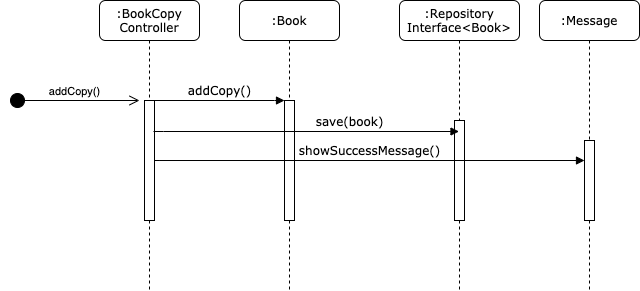 :BookCopy
Controller
:Book
:Repository
Interface<Book>
:Message
addCopy()
addCopy()
save(book)
showSuccessMessage()